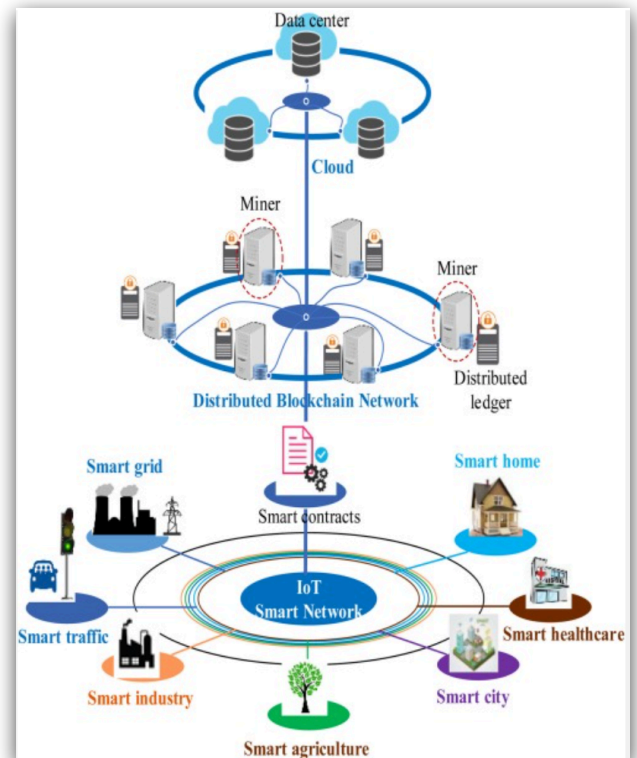 Data center
Cloud
Miner
Miner
Distributed
ledger
Distributed Blockchain Network
Smart grid
Smart home
Smart contracts
IoT
Smart Network
Smart traffic
Smart healthcare
Smart industry
Smart city
Smart agriculture